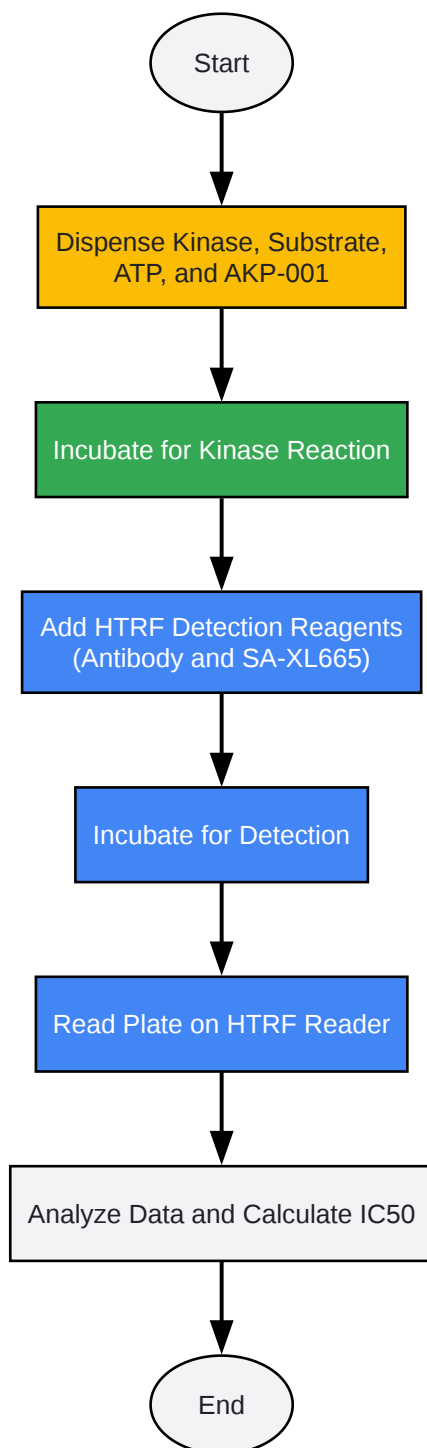 Start
Dispense Kinase, Substrate,
ATP, and AKP-001
Incubate for Kinase Reaction
Add HTRF Detection Reagents
(Antibody and SA-XL665)
Incubate for Detection
Read Plate on HTRF Reader
Analyze Data and Calculate IC50
End